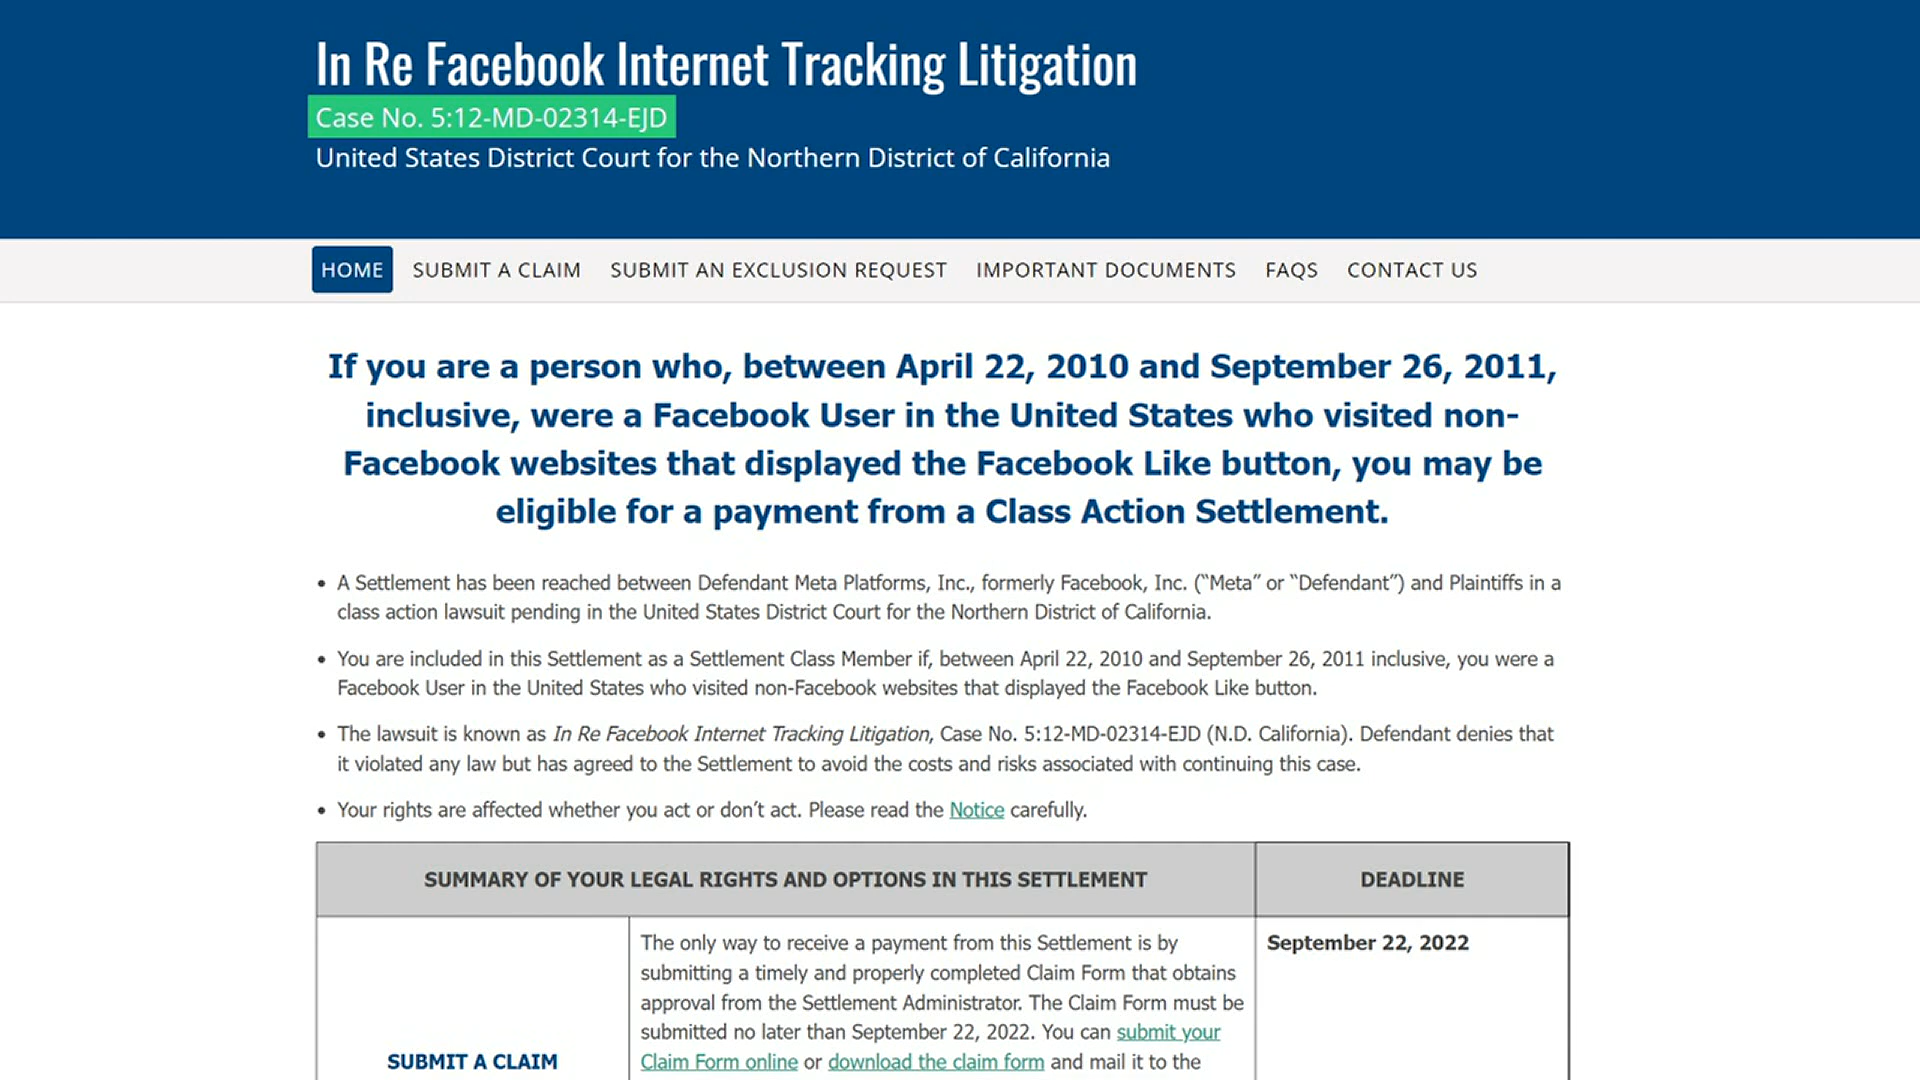 In Re Facebook Internet Tracking Litigation
Case No. 5:12-MD-02314-EJD
United States District Court for the Northern District of California
HOME SUBMIT A CLAIM SUBMIT AN EXCLUSION REQUEST IMPORTANT DOCUMENTS FAQS CONTACT US
If you are a person who, between April 22, 2010 and September 26, 2011,
inclusive, were a Facebook User in the United States who visited non-
Facebook websites that displayed the Facebook Like button, you may be
eligible for a payment from a Class Action Settlement.
• A Settlement has been reached between Defendant Meta Platforms, Inc., formerly Facebook, Inc. (“Meta” or “Defendant”) and Plaintiffs in a
class action lawsuit pending in the United States District Court for the Northern District of California.
• You are included in this Settlement as a Settlement Class Member if, between April 22, 2010 and September 26, 2011 inclusive, you were a
Facebook User in the United States who visited non-Facebook websites that displayed the Facebook Like button.
• The lawsuit is known as In Re Facebook Internet Tracking Litigation, Case No. 5:12-MD-02314-EJD (N.D. California). Defendant denies that
it violated any law but has agreed to the Settlement to avoid the costs and risks associated with continuing this case.
• Your rights are affected whether you act or don’t act. Please read the Notice carefully.
SUMMARY OF YOUR LEGAL RIGHTS AND OPTIONS IN THIS SETTLEMENT DEADLINE
The only way to receive a payment from this Settlement is by September 22, 2022
submitting a timely and properly completed Claim Form that obtains
approval from the Settlement Administrator. The Claim Form must be
submitted no later than September 22, 2022. You can submit your
SUBMIT A CLAIM Claim Form online or download the claim form and mail it to the